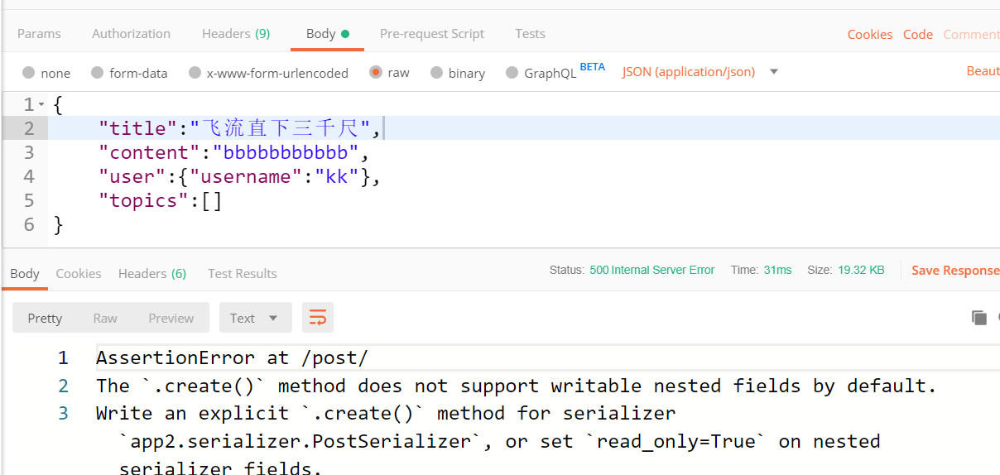 Params Authorization Headers (9) Body Pre-request Script Tests Cookies Code Comment
none form-data x-www-form-urlencoded raw binary GraphQL BETA JSON (application/json) Beaut
1 {
2 "title":"飞流直下三千尺",
3 "content":"bbbbbbbbbbb",
4 "user":{"username":"kk"},
5 "topics":[]
6 }
Body Cookies Headers (6) Test Results Status: 500 Internal Server Error Time: 31ms Size: 19.32 KB Save Response
Pretty Raw Preview Text
1 AssertionError at /post/
2 The `.create()` method does not support writable nested fields by default.
3 Write an explicit `.create()` method for serializer
`app2.serializer.PostSerializer`, or set `read_only=True` on nested
serializer fields.